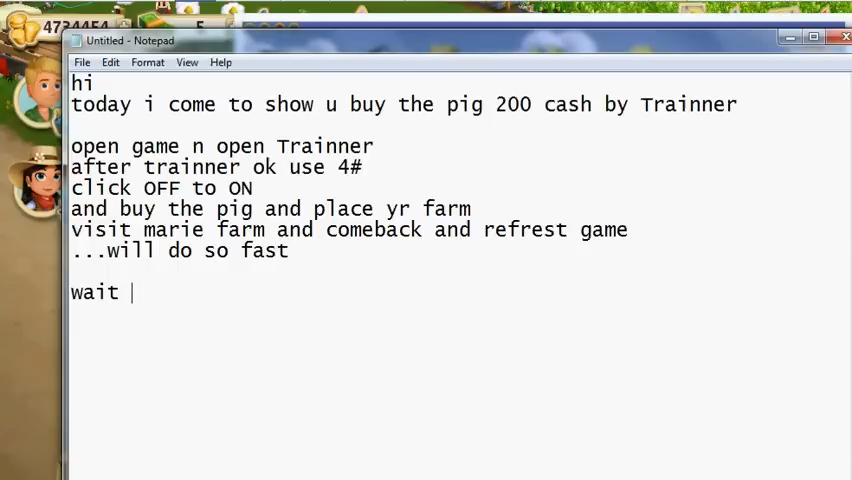 4734454 5
Untitled - Notepad
File Edit Format View Help
hi
today i come to show u buy the pig 200 cash by Trainner
open game n open Trainner
after trainner ok use 4#
click OFF to ON
and buy the pig and place yr farm
visit marie farm and comeback and refrest game
...will do so fast
wait